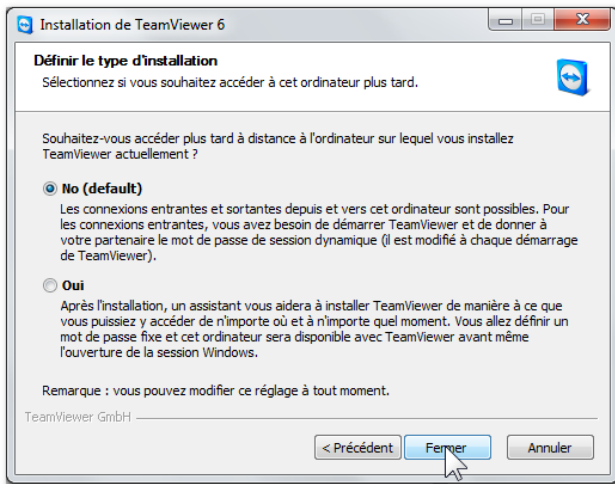 Installation de TeamViewer 6
Définir le type d'installation
Sélectionnez si vous souhaitez accéder à cet ordinateur plus tard.
Souhaitez-vous accéder plus tard à distance à l'ordinateur sur lequel vous installez
TeamViewer actuellement ?
No (default)
Les connexions entrantes et sortantes depuis et vers cet ordinateur sont possibles. Pour
les connexions entrantes, vous avez besoin de démarrer TeamViewer et de donner à
votre partenaire le mot de passe de session dynamique (il est modifié à chaque démarrage
de TeamViewer).
Oui
Après l'installation, un assistant vous aidera à installer TeamViewer de manière à ce que
vous puissiez y accéder de n'importe où et à n'importe quel moment. Vous allez définir un
mot de passe fixe et cet ordinateur sera disponible avec TeamViewer avant même
l'ouverture de la session Windows.
Remarque : vous pouvez modifier ce réglage à tout moment.
TeamViewer GmbH
< Précédent
Fermer
Annuler